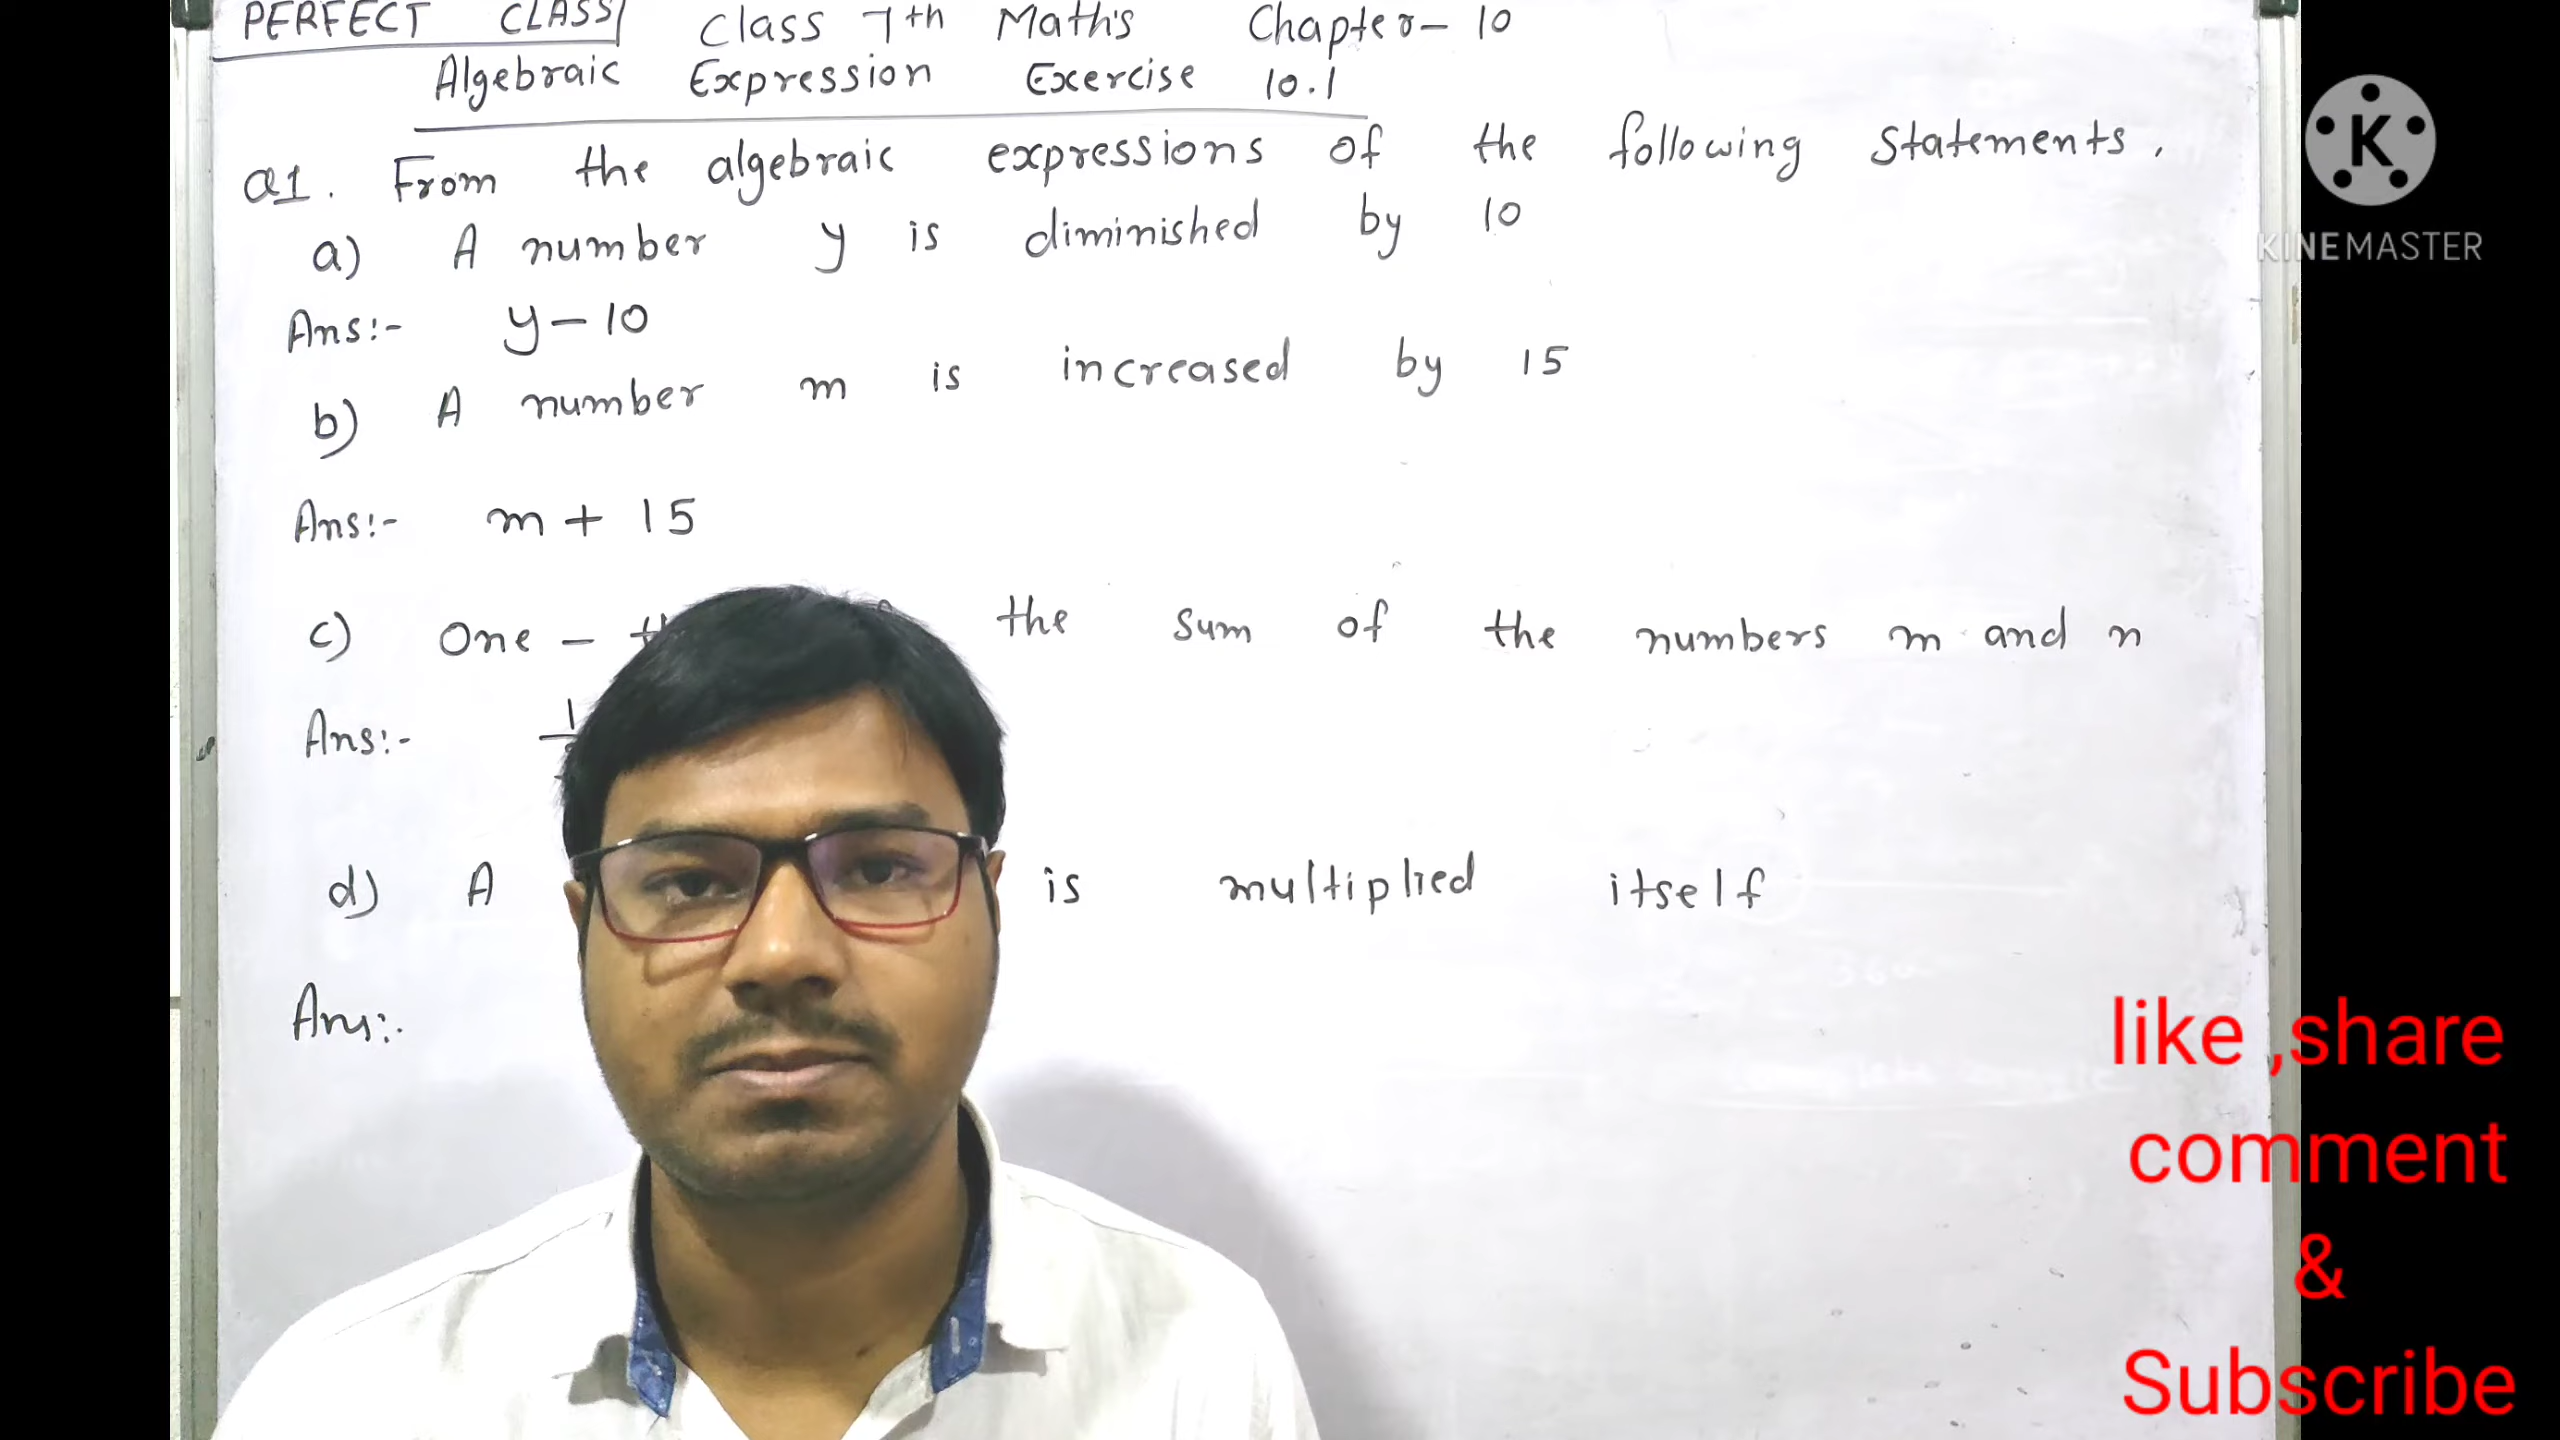 PERFECT CLASS Class 7th Maths Chapter- 10
Algebraic Expression Exercise 10.1
Q1. From the algebraic expressions of the following statements.
a) A number y is diminished by 10
Ans:- y-10
b) A number m is increased by 15
Ans:- m + 15
c) One - the sum of the numbers m and n
Ans:- 1
d) A is multiplied itself
Ans:-
K
KINEMASTER
like ,share
comment
&
Subscribe